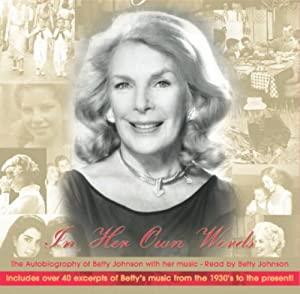 In Her Own Words
The Autobiography of Betty Johnson with her music - Read by Betty Johnson
Includes over 40 excerpts of Betty's music from the 1930's to the present!